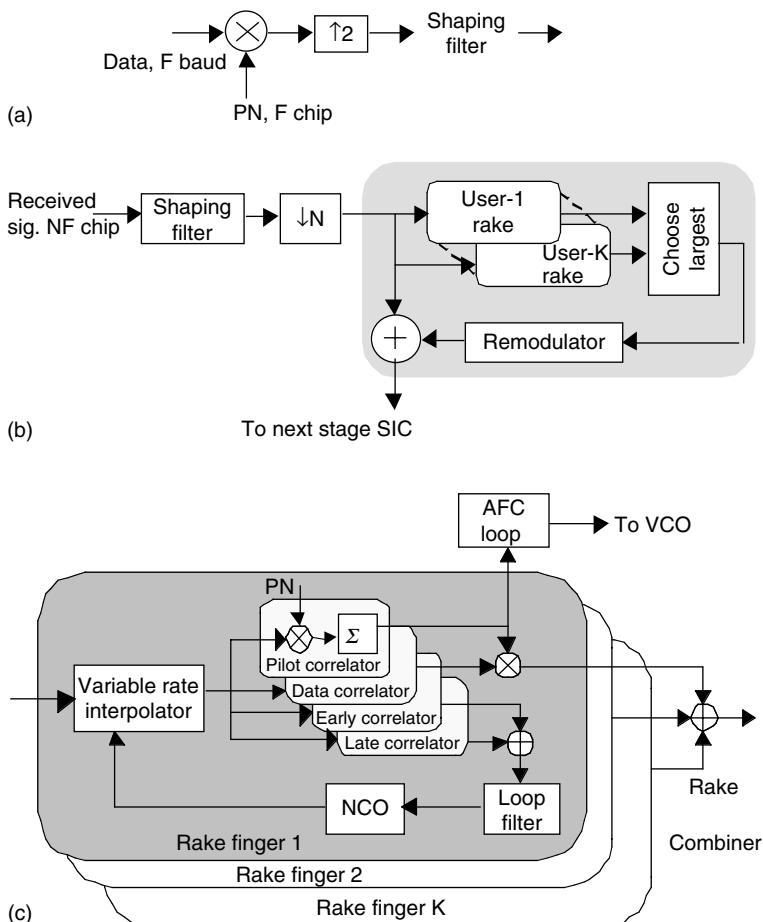 ↑2
Shaping
filter
Data, F baud
PN, F chip
(a)
Received
sig. NF chip
Shaping
filter
↓N
User-1
rake
User-K
rake
Choose
largest
+
Remodulator
To next stage SIC
(b)
AFC
loop
To VCO
PN
Σ
Pilot correlator
Variable rate
interpolator
Data correlator
Early correlator
Late correlator
NCO
Loop
filter
Rake
Combiner
Rake finger 1
Rake finger 2
Rake finger K
(c)